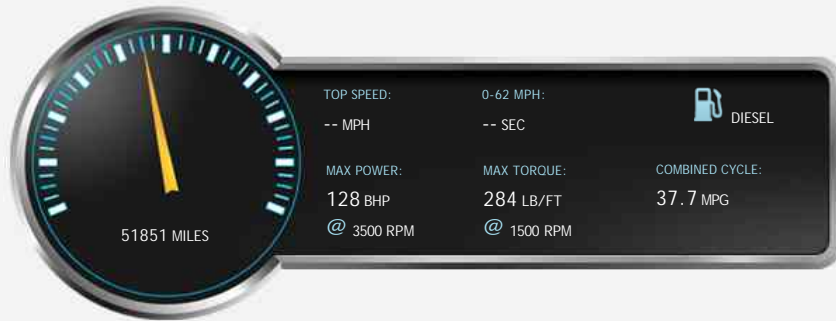 TOP SPEED:
-- MPH
0-62 MPH:
-- SEC
DIESEL
MAX POWER:
128 BHP
@ 3500 RPM
MAX TORQUE:
284 LB/FT
@ 1500 RPM
COMBINED CYCLE:
37.7 MPG
51851 MILES